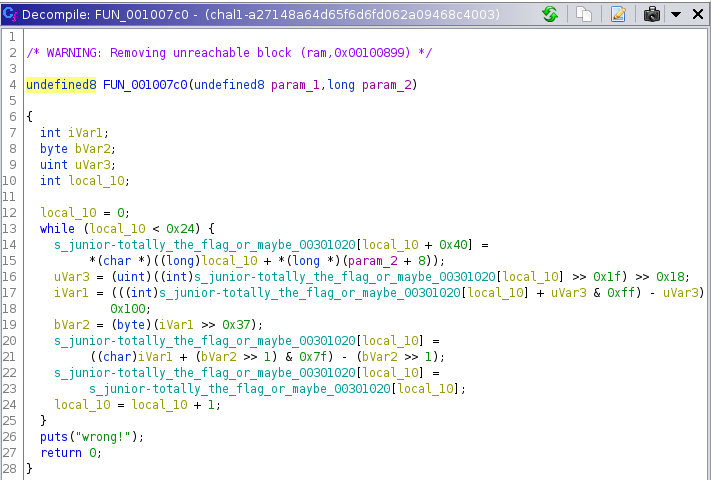 Decompile: FUN_001007c0 - (chal1-a27148a64d65f6d6fd062a09468c4003)
1
2 /* WARNING: Removing unreachable block (ram,0x00100899) */
3
4 undefined8 FUN_001007c0(undefined8 param_1,long param_2)
5
6 {
7   int iVar1;
8   byte bVar2;
9   uint uVar3;
10   int local_10;
11
12   local_10 = 0;
13   while (local_10 < 0x24) {
14     s_junior-totally_the_flag_or_maybe_00301020[local_10 + 0x40] =
15          *(char *)((long)local_10 + *(long *)(param_2 + 8));
16     uVar3 = (uint)((int)s_junior-totally_the_flag_or_maybe_00301020[local_10] >> 0x1f) >> 0x18;
17     iVar1 = (((int)s_junior-totally_the_flag_or_maybe_00301020[local_10] + uVar3 & 0xff) - uVar3)
18             0x100;
19     bVar2 = (byte)(iVar1 >> 0x37);
20     s_junior-totally_the_flag_or_maybe_00301020[local_10] =
21          ((char)iVar1 + (bVar2 >> 1) & 0x7f) - (bVar2 >> 1);
22     s_junior-totally_the_flag_or_maybe_00301020[local_10] =
23          s_junior-totally_the_flag_or_maybe_00301020[local_10];
24     local_10 = local_10 + 1;
25   }
26   puts("wrong!");
27   return 0;
28 }